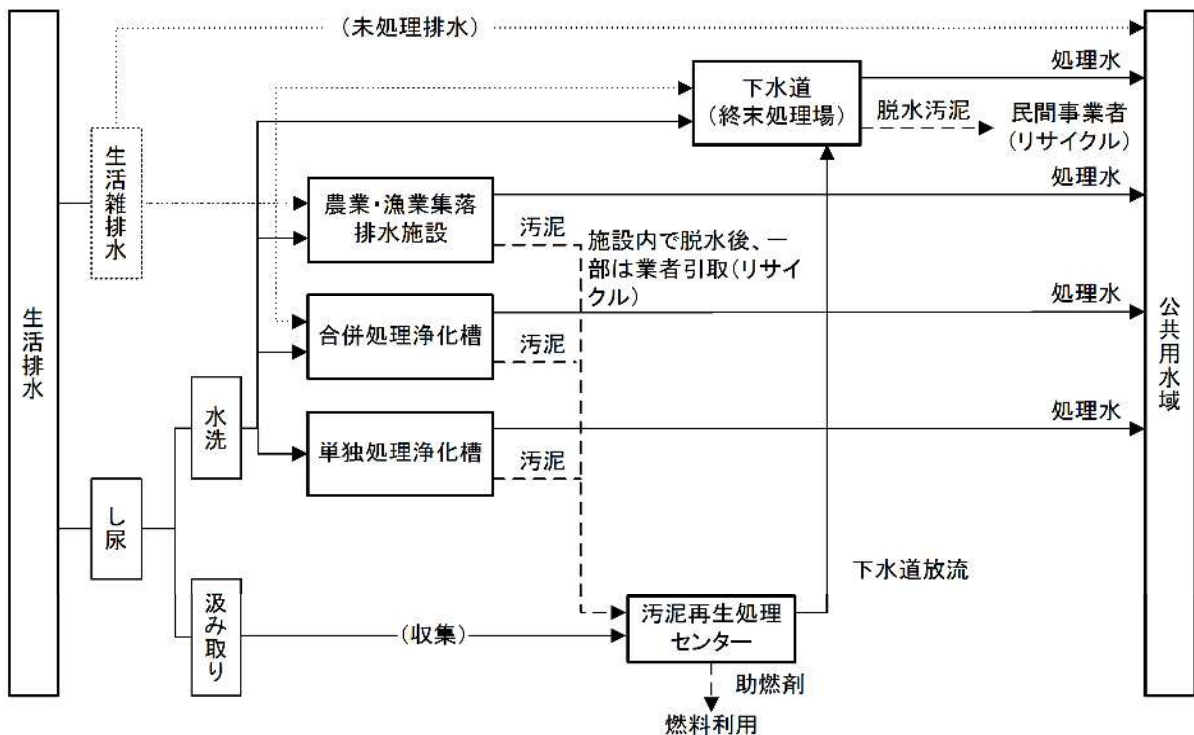 (未処理排水)
処理水
下水道
(終末処理場)
脱水汚泥
民間事業者
(リサイクル)
生活雑排水
処理水
農業・漁業集落
排水施設
汚泥
施設内で脱水後、一
部は業者引取(リサイ
クル)
処理水
合併処理浄化槽
汚泥
生活排水
公共用水域
水洗
処理水
単独処理浄化槽
汚泥
し尿
下水道放流
汲み取り
(収集)
汚泥再生処理
センター
助燃剤
燃料利用